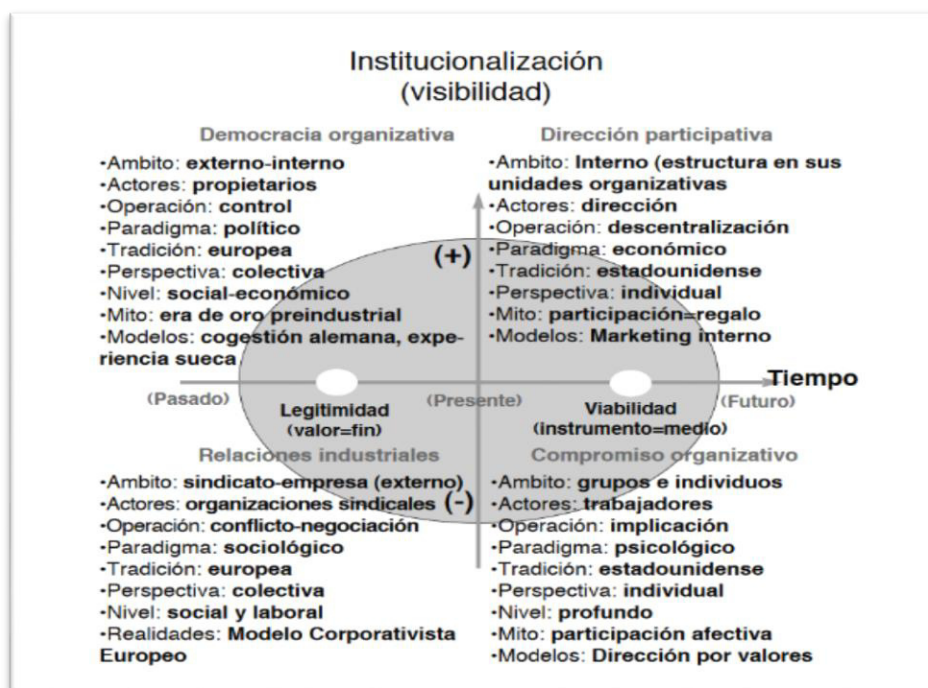 Institucionalización
(visibilidad)
Democracia organizativa
•Ambito: externo-interno
•Actores: propietarios
•Operación: control
•Paradigma: político
•Tradición: europea
•Perspectiva: colectiva
•Nivel: social-económico
•Mito: era de oro preindustrial
•Modelos: cogestión alemana, expe-
riencia sueca
Dirección participativa
•Ambito: Interno (estructura en sus
unidades organizativas
•Actores: dirección
•Operación: descentralización
•Paradigma: económico
•Tradición: estadounidense
•Perspectiva: individual
•Mito: participación=regalo
•Modelos: Marketing interno
(+)
Tiempo
(Pasado)
(Presente)
(Futuro)
Legitimidad
(valor=fin)
Viabilidad
(instrumento=medio)
Relaciones industriales
•Ambito: sindicato-empresa (externo)
•Actores: organizaciones sindicales
•Operación: conflicto-negociación
•Paradigma: sociológico
•Tradición: europea
•Perspectiva: colectiva
•Nivel: social y laboral
•Realidades: Modelo Corporativista
Europeo
(-)
Compromiso organizativo
•Ambito: grupos e individuos
•Actores: trabajadores
•Operación: implicación
•Paradigma: psicológico
•Tradición: estadounidense
•Perspectiva: individual
•Nivel: profundo
•Mito: participación afectiva
•Modelos: Dirección por valores